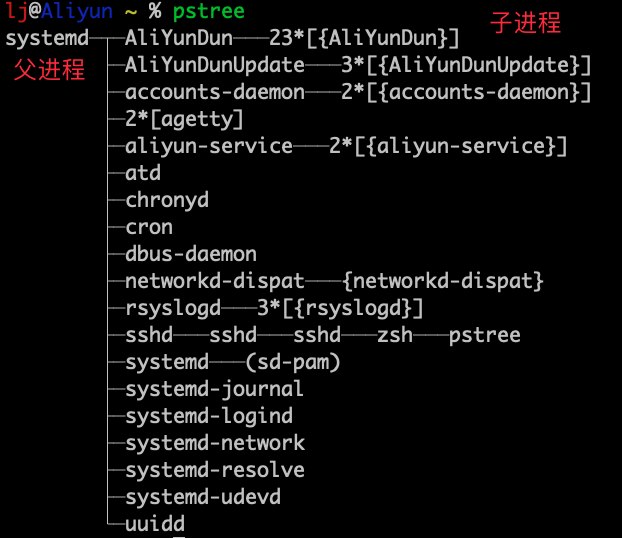 lj@Aliyun ~ % pstree
子进程
systemd─┬─AliYunDun───23*[{AliYunDun}]
父进程
├─AliYunDunUpdate───3*[{AliYunDunUpdate}]
├─accounts-daemon───2*[{accounts-daemon}]
├─2*[agetty]
├─aliyun-service───2*[{aliyun-service}]
├─atd
├─chronyd
├─cron
├─dbus-daemon
├─networkd-dispat───{networkd-dispat}
├─rsyslogd───3*[{rsyslogd}]
├─sshd───sshd───sshd───zsh───pstree
├─systemd───(sd-pam)
├─systemd-journal
├─systemd-logind
├─systemd-network
├─systemd-resolve
├─systemd-udevd
└─uuidd